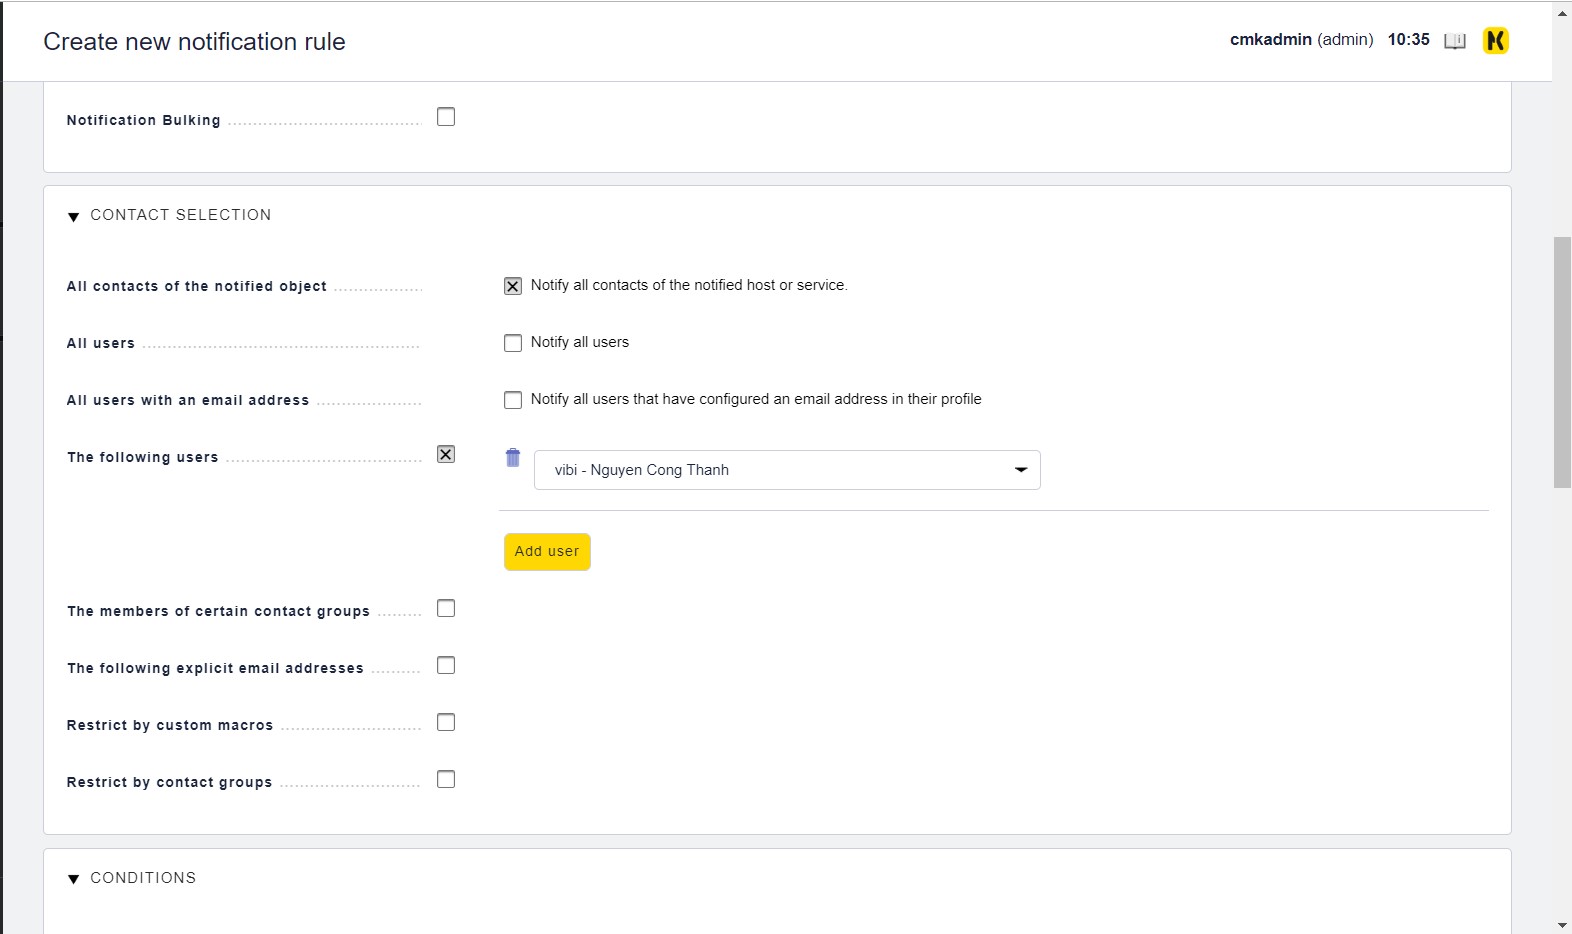 Create new notification rule
cmkadmin (admin) 10:35
Notification Bulking
CONTACT SELECTION
All contacts of the notified object
Notify all contacts of the notified host or service.
All users
Notify all users
All users with an email address
Notify all users that have configured an email address in their profile
The following users
vibi - Nguyen Cong Thanh
Add user
The members of certain contact groups
The following explicit email addresses
Restrict by custom macros
Restrict by contact groups
CONDITIONS